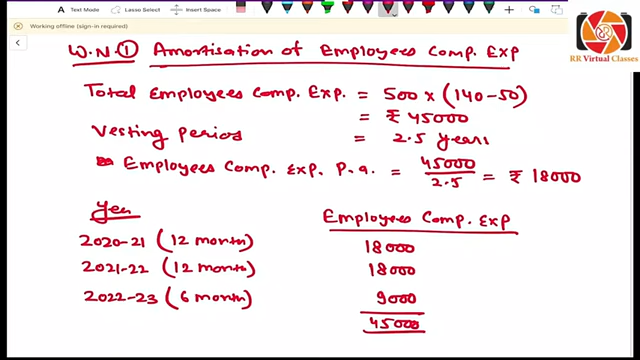 A Text Mode Lasso Select Insert Space
Working offline (sign-in required)
RR Virtual Classes
W.N.① Amortisation of Employees Comp. Exp
Total Employees Comp. Exp. = 500 x (140-50)
= ₹ 45000
Vesting period = 2.5 years
Employees Comp. Exp. P.a. = 45000/2.5 = ₹ 18000
Year Employees Comp. Exp
2020-21 (12 month) 18000
2021-22 (12 month) 18000
2022-23 (6 month) 9000
45000